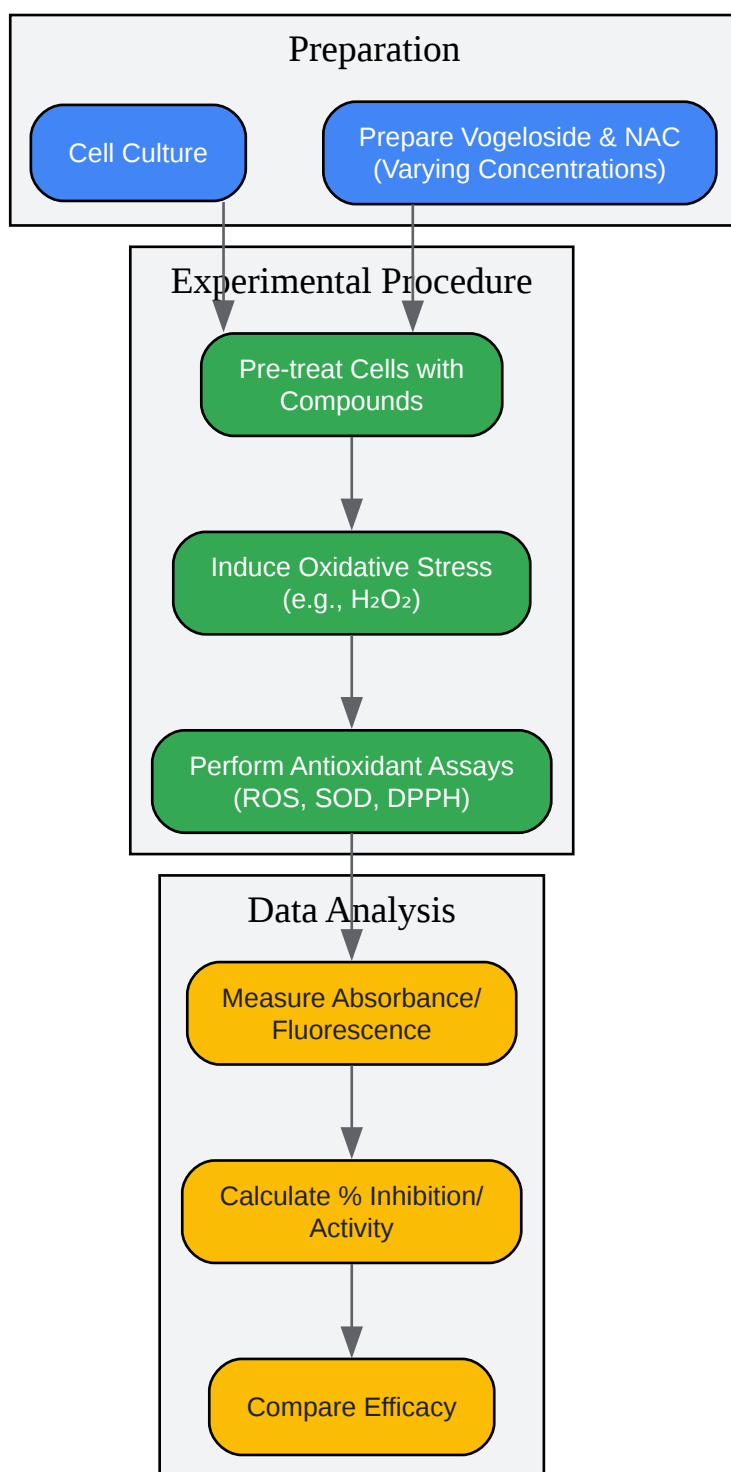 Preparation
Cell Culture
Prepare Vogeloside & NAC
(Varying Concentrations)
Experimental Procedure
Pre-treat Cells with
Compounds
Induce Oxidative Stress
(e.g., H₂O₂)
Perform Antioxidant Assays
(ROS, SOD, DPPH)
Data Analysis
Measure Absorbance/
Fluorescence
Calculate % Inhibition/
Activity
Compare Efficacy